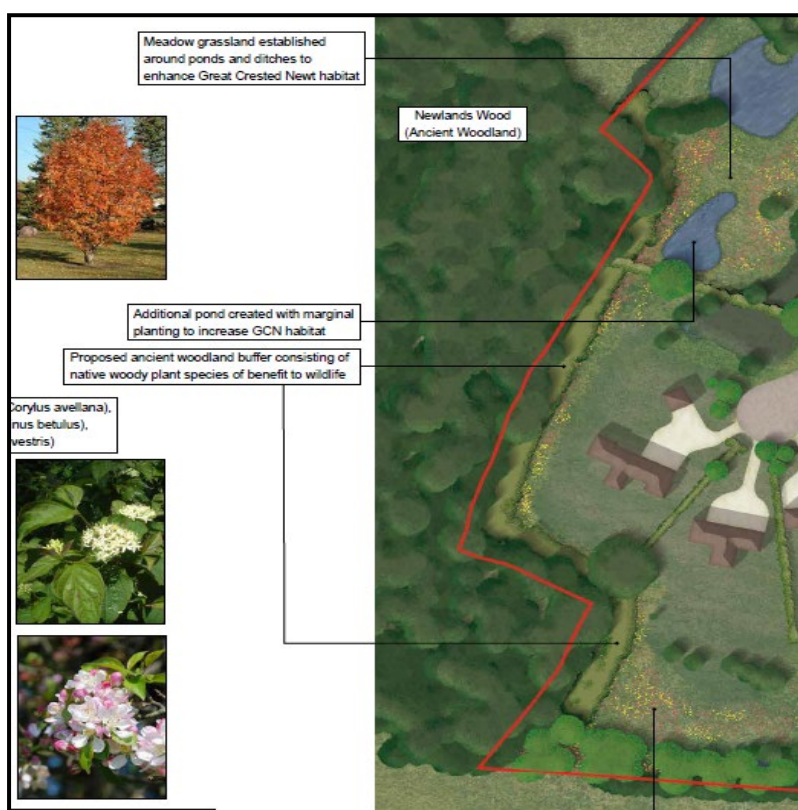 Meadow grassland established
around ponds and ditches to
enhance Great Crested Newt habitat
Newlands Wood
(Ancient Woodland)
Additional pond created with marginal
planting to increase GCN habitat
Proposed ancient woodland buffer consisting of
native woody plant species of benefit to wildlife
Corylus avellana),
nus betulus),
vestris)